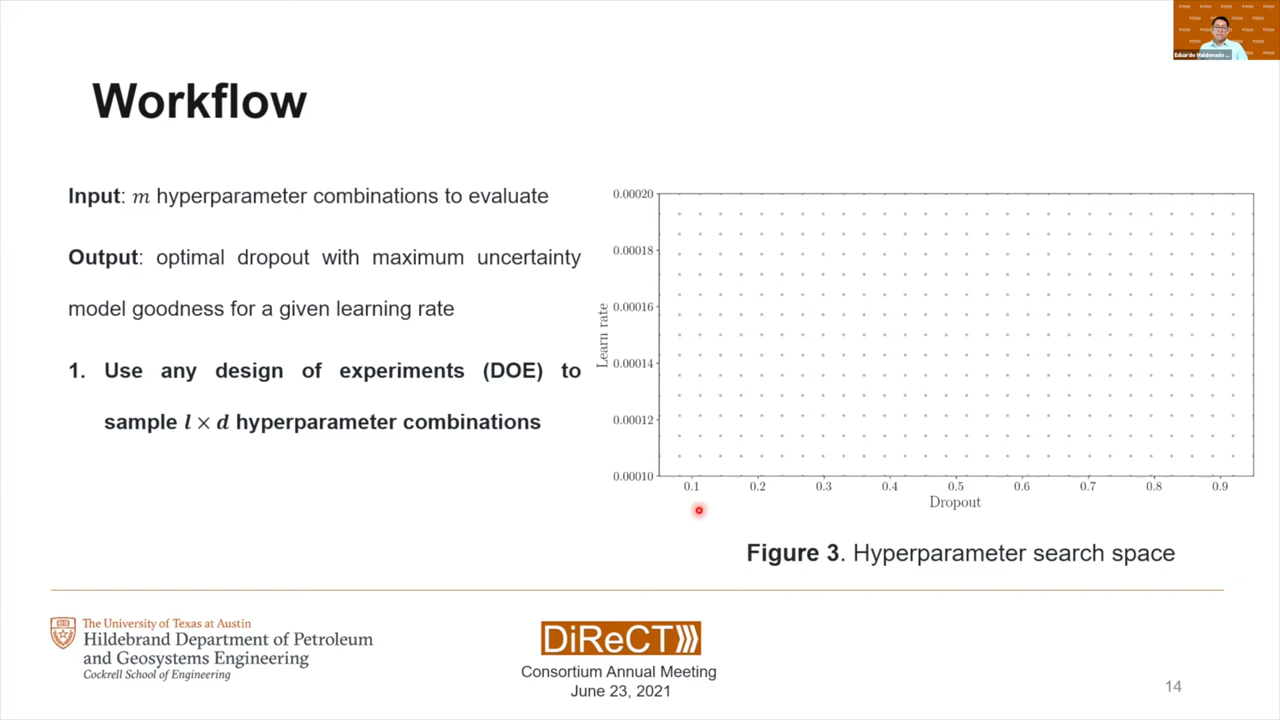 Eduardo Maldonado ...
Workflow
Input: m hyperparameter combinations to evaluate
Output: optimal dropout with maximum uncertainty
model goodness for a given learning rate
1. Use any design of experiments (DOE) to
sample l × d hyperparameter combinations
0.00020
0.00018
0.00016
0.00014
0.00012
0.00010
Learn rate
0.1 0.2 0.3 0.4 0.5 0.6 0.7 0.8 0.9
Dropout
Figure 3. Hyperparameter search space
The University of Texas at Austin
Hildebrand Department of Petroleum
and Geosystems Engineering
Cockrell School of Engineering
DiReCT
Consortium Annual Meeting
June 23, 2021
14